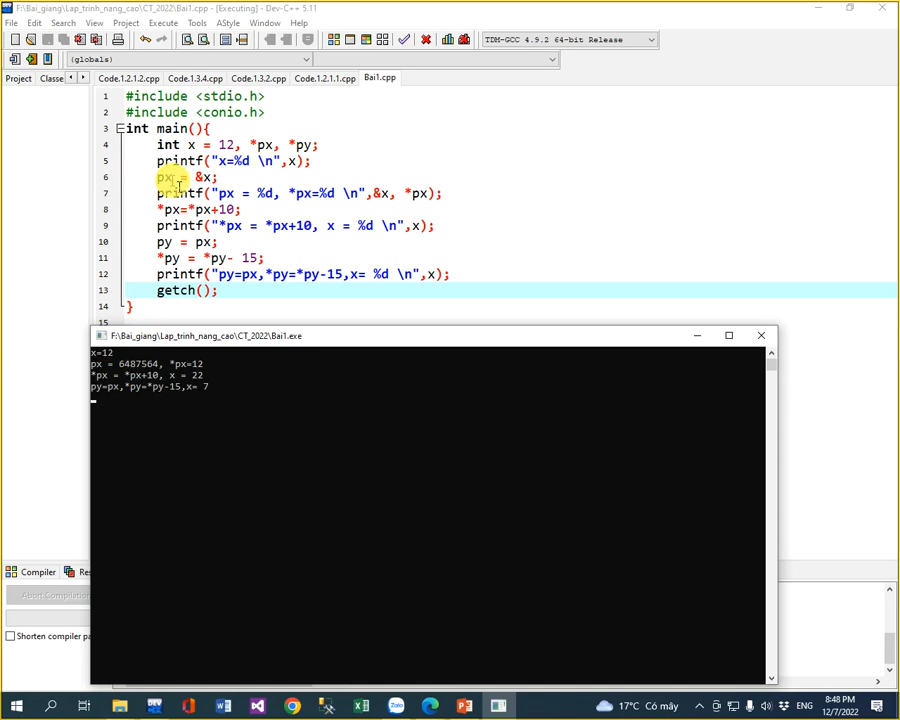 F:\Bai_giang\Lap_trinh_nang_cao\CT_2022\Bai1.cpp - [Executing] - Dev-C++ 5.11
File Edit Search View Project Execute Tools AStyle Window Help
TDM-GCC 4.9.2 64-bit Release
(globals)
Project Classe Code.1.2.1.2.cpp Code.1.3.4.cpp Code.1.3.2.cpp Code.1.2.1.1.cpp Bai1.cpp
1 #include <stdio.h>
2 #include <conio.h>
3 int main(){
4 int x = 12, *px, *py;
5 printf("x=%d \n",x);
6 px = &x;
7 printf("px = %d, *px=%d \n",&x, *px);
8 *px=*px+10;
9 printf("*px = *px+10, x = %d \n",x);
10 py = px;
11 *py = *py- 15;
12 printf("py=px,*py=*py-15,x= %d \n",x);
13 getch();
14 }
15
F:\Bai_giang\Lap_trinh_nang_cao\CT_2022\Bai1.exe
x=12
px = 6487564, *px=12
*px = *px+10, x = 22
py=px,*py=*py-15,x= 7
Compiler Res
Abort Compilation
Shorten compiler pa
17°C Có mây ENG 8:48 PM
12/7/2022